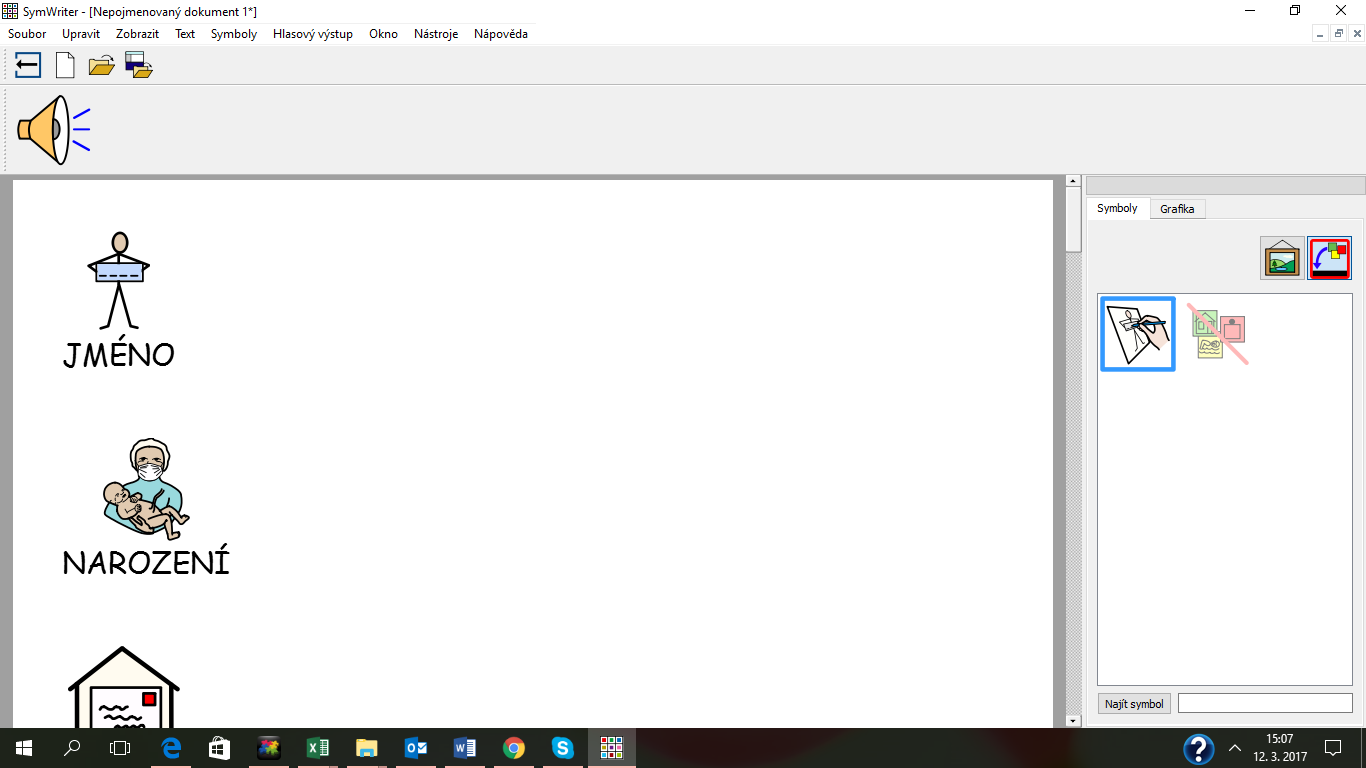 SymWriter - [Nepojmenovaný dokument 1*]
Soubor Upravit Zobrazit Text Symboly Hlasový výstup Okno Nástroje Nápověda
Symboly Grafika
JMÉNO
NAROZENÍ
Najít symbol
15:07
12. 3. 2017